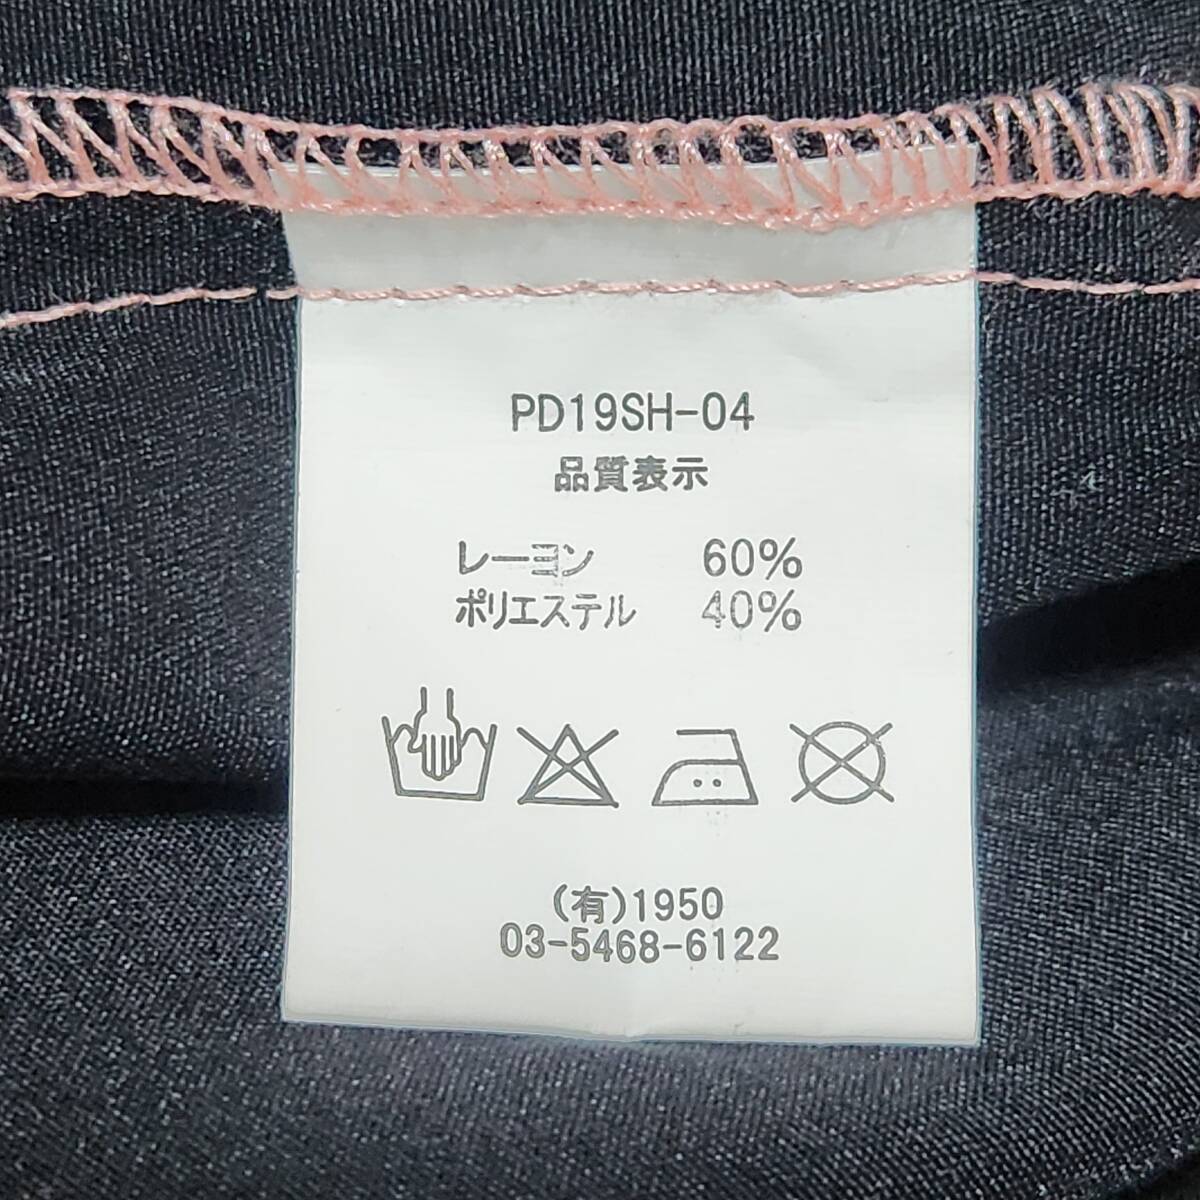 PD19SH-04
品質表示
レーヨン 60%
ポリエステル 40%
(有)1950
03-5468-6122